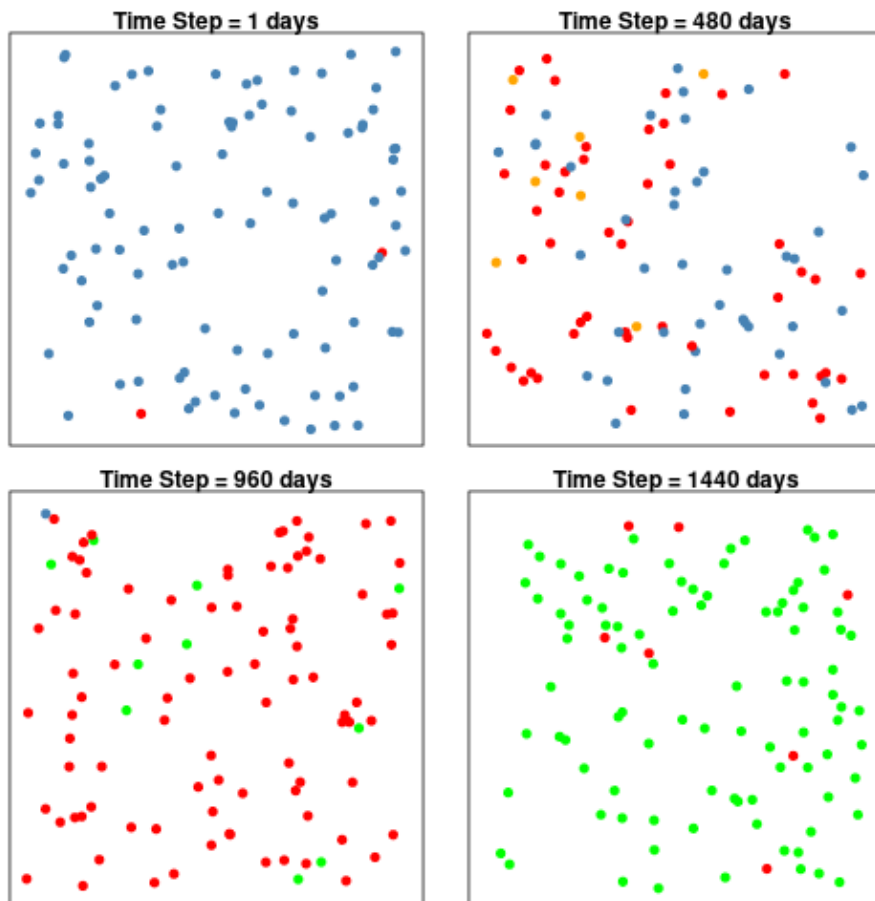 Time Step = 1 days
Time Step = 480 days
Time Step = 960 days
Time Step = 1440 days